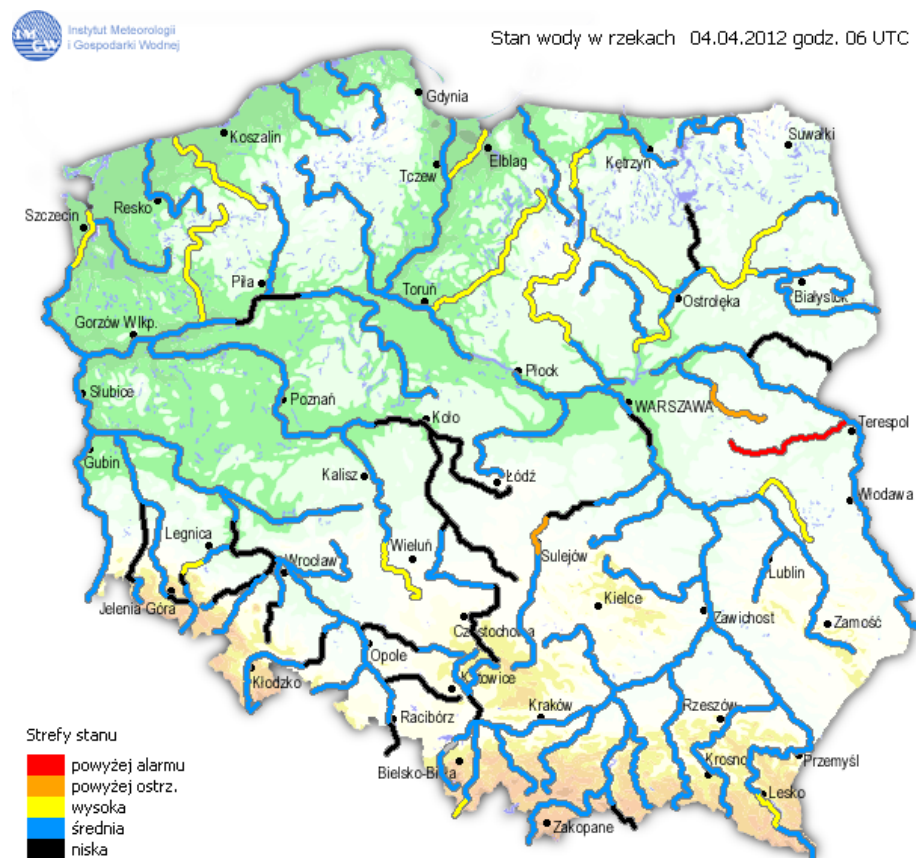 Instytut Meteorologii
i Gospodarki Wodnej
IMGW
Stan wody w rzekach 04.04.2012 godz. 06 UTC
Gdynia
Koszalin
Suwałki
Elbląg
Kętrzyn
Tczew
Resko
Szczecin
Piła
Toruń
Ostrołęka
Białystok
Gorzów Wlkp.
Płock
Słubice
Poznań
WARSZAWA
Koło
Terespol
Gubin
Kalisz
Łódź
Włodawa
Legnica
Wrocław
Wieluń
Sulejów
Lublin
Jelenia Góra
Kielce
Zawichost
Zamość
Częstochowa
Opole
Kłodzko
Katowice
Racibórz
Kraków
Rzeszów
Strefy stanu
powyżej alarmu
powyżej ostrz.
wysoka
średnia
niska
Bielsko-Biała
Krosno
Przemyśl
Lesko
Zakopane